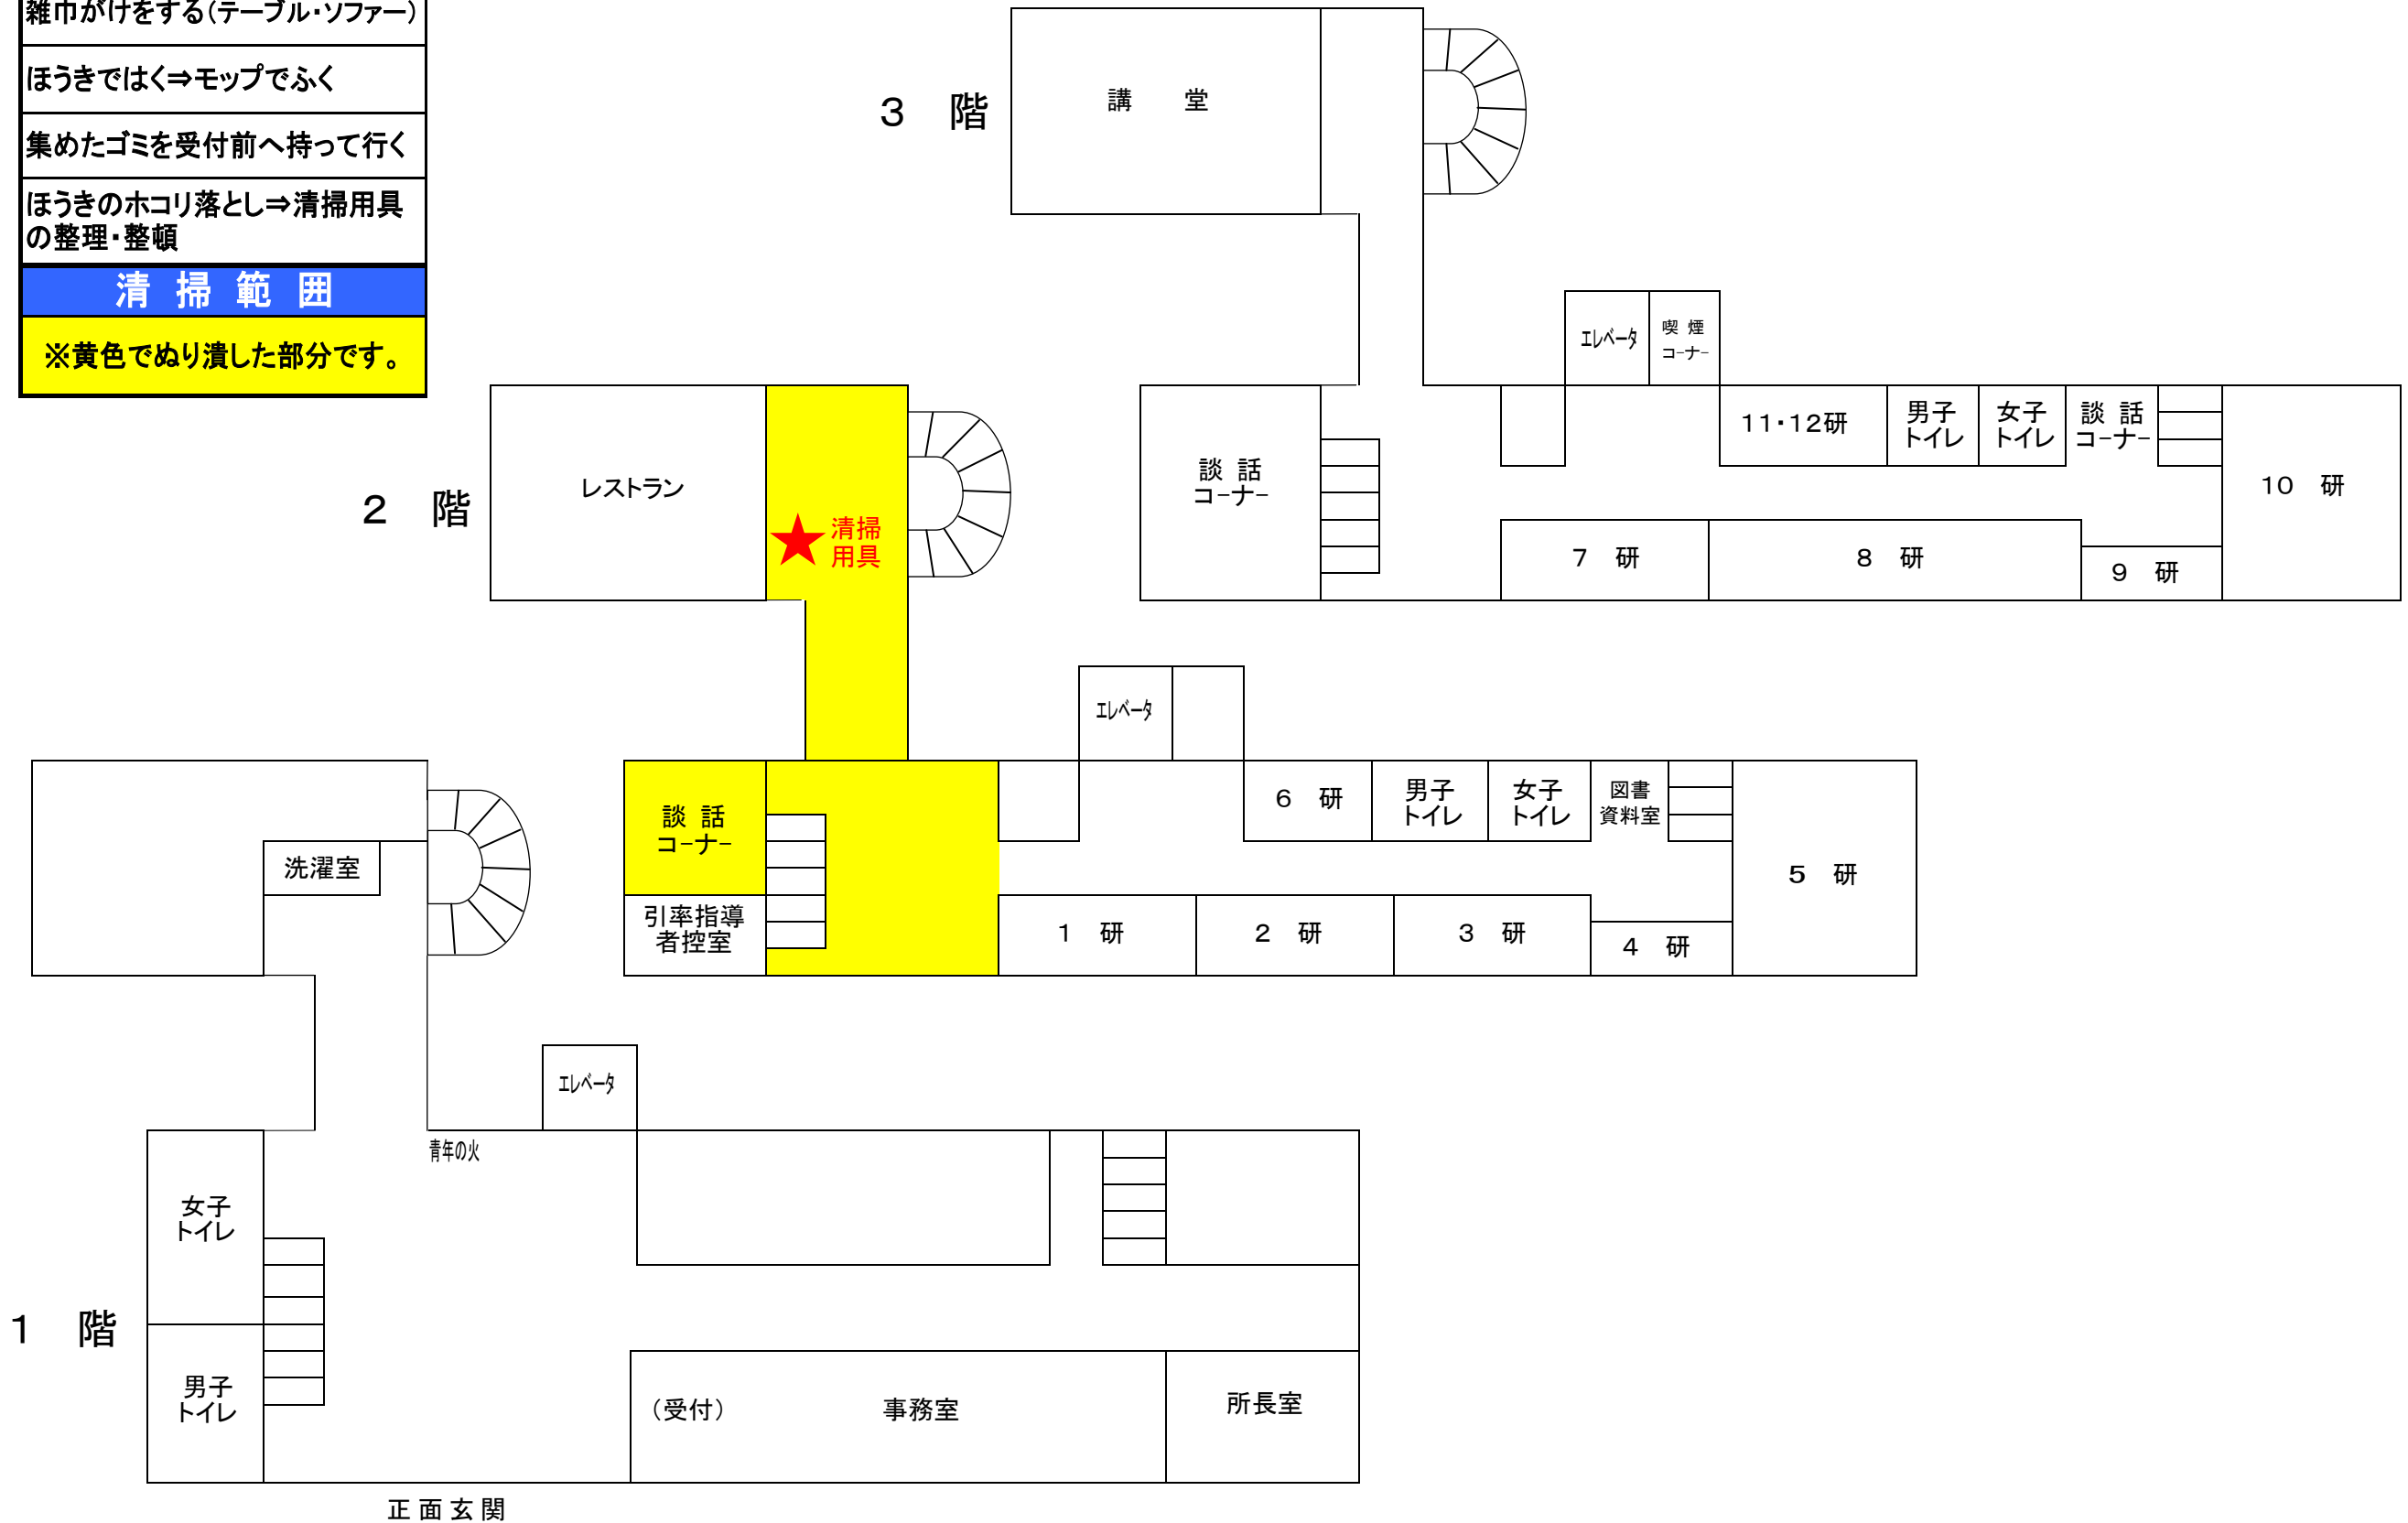 雑巾がけをする（テーブル・ソファー）
ほうきではく⇒モップでふく
集めたゴミを受付前へ持って行く
ほうきのホコリ落とし⇒清掃用具
の整理・整頓
清 掃 範 囲
※黄色でぬり潰した部分です。
３ 階
講 堂
エレベータ
喫 煙
コーナー
談 話
コーナー
11・12研
男子
トイレ
女子
トイレ
談 話
コーナー
10 研
７ 研
８ 研
９ 研
２ 階
レストラン
★清掃
用具
エレベータ
談 話
コーナー
引率指導
者控室
６ 研
男子
トイレ
女子
トイレ
図書
資料室
５ 研
１ 研
２ 研
３ 研
４ 研
洗濯室
エレベータ
青年の火
１ 階
女子
トイレ
男子
トイレ
（受付）
事務室
所長室
正 面 玄 関